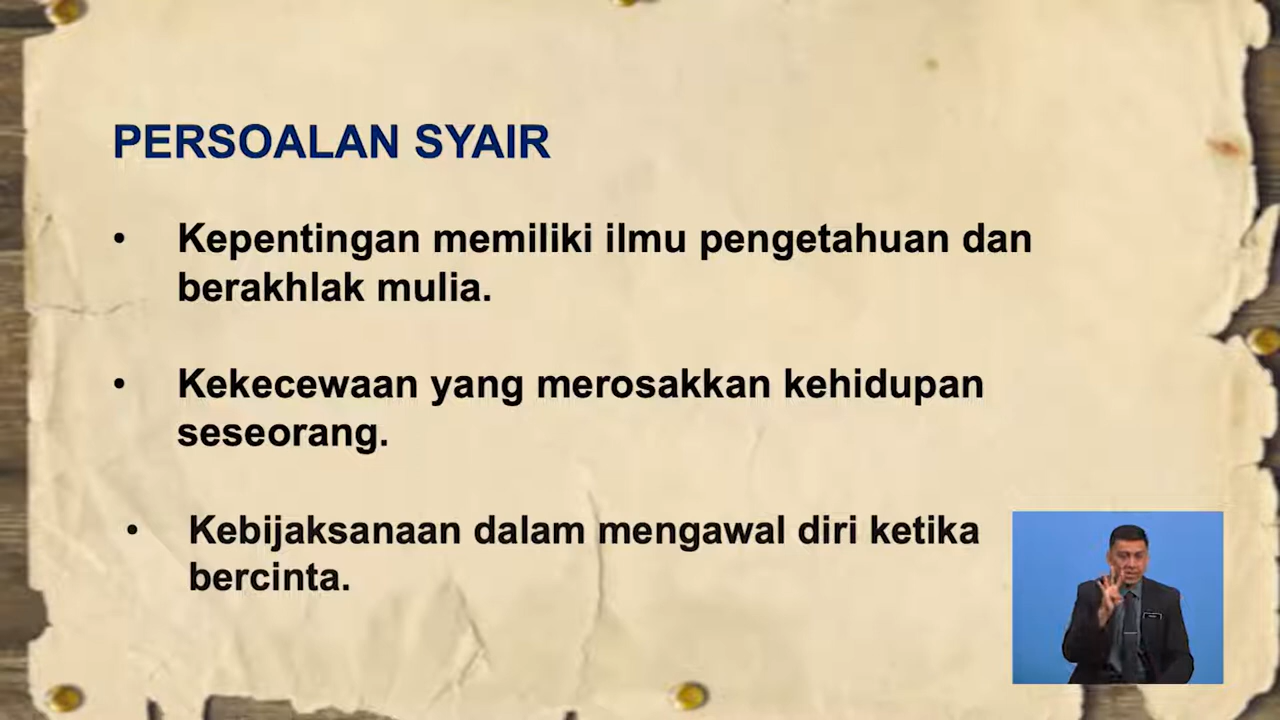 PERSOALAN SYAIR
• Kepentingan memiliki ilmu pengetahuan dan
berakhlak mulia.
• Kekecewaan yang merosakkan kehidupan
seseorang.
• Kebijaksanaan dalam mengawal diri ketika
bercinta.